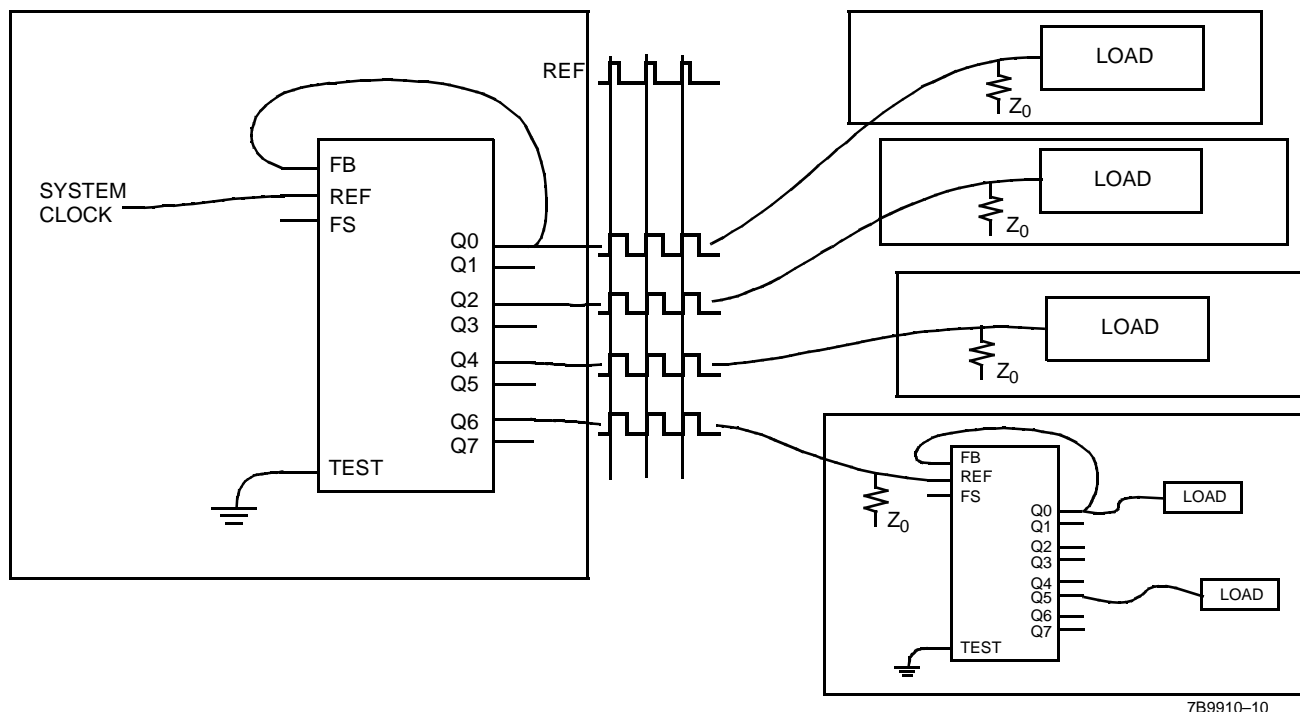 REF
FB
REF
FS
SYSTEM
CLOCK
Q0
Q1
Q2
Q3
Q4
Q5
Q6
Q7
TEST
LOAD
Z0
LOAD
Z0
LOAD
Z0
FB
REF
FS
Z0
Q0
Q1
Q2
Q3
Q4
Q5
Q6
Q7
TEST
LOAD
LOAD
7B9910–10